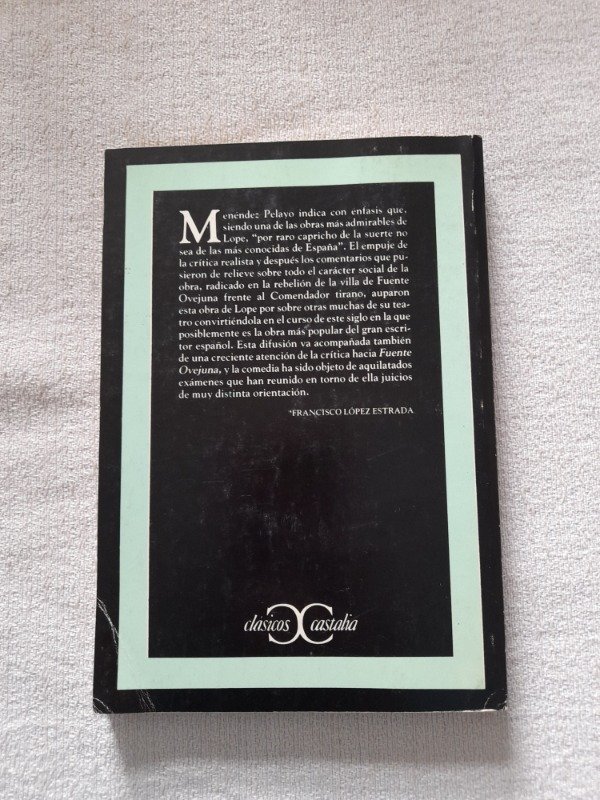 Menéndez Pelayo indica con enfasis que,
siendo una de las obras más admirables de
Lope, “por raro capricho de la suerte no
sea de las más conocidas de España”. El empuje de
la crítica realista y después los comentarios que pu-
sieron de relieve sobre todo el carácter social de la
obra, radicado en la rebelión de la villa de Fuente
Ovejuna frente al Comendador tirano, auparon
esta obra de Lope por sobre otras muchas de su tea-
tro convirtiéndola en el curso de este siglo en la que
posiblemente es la obra más popular del gran escri-
tor español. Esta difusión va acompañada también
de una creciente atención de la crítica hacia Fuente
Ovejuna, y la comedia ha sido objeto de aquilatados
exámenes que han reunido en torno de ella juicios
de muy distinta orientación.
FRANCISCO LÓPEZ ESTRADA
clásicos CC castalia